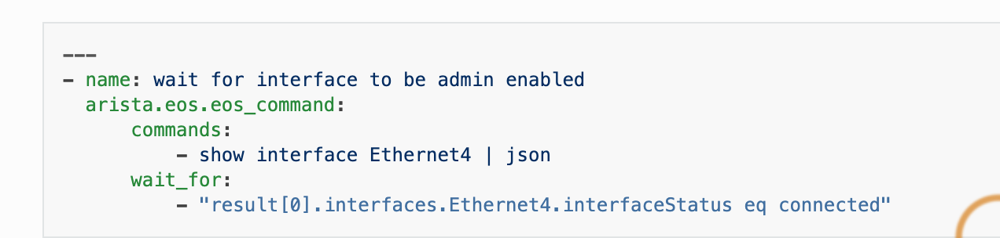 ---
- name: wait for interface to be admin enabled
  arista.eos.eos_command:
      commands:
          - show interface Ethernet4 | json
      wait_for:
          - "result[0].interfaces.Ethernet4.interfaceStatus eq connected"